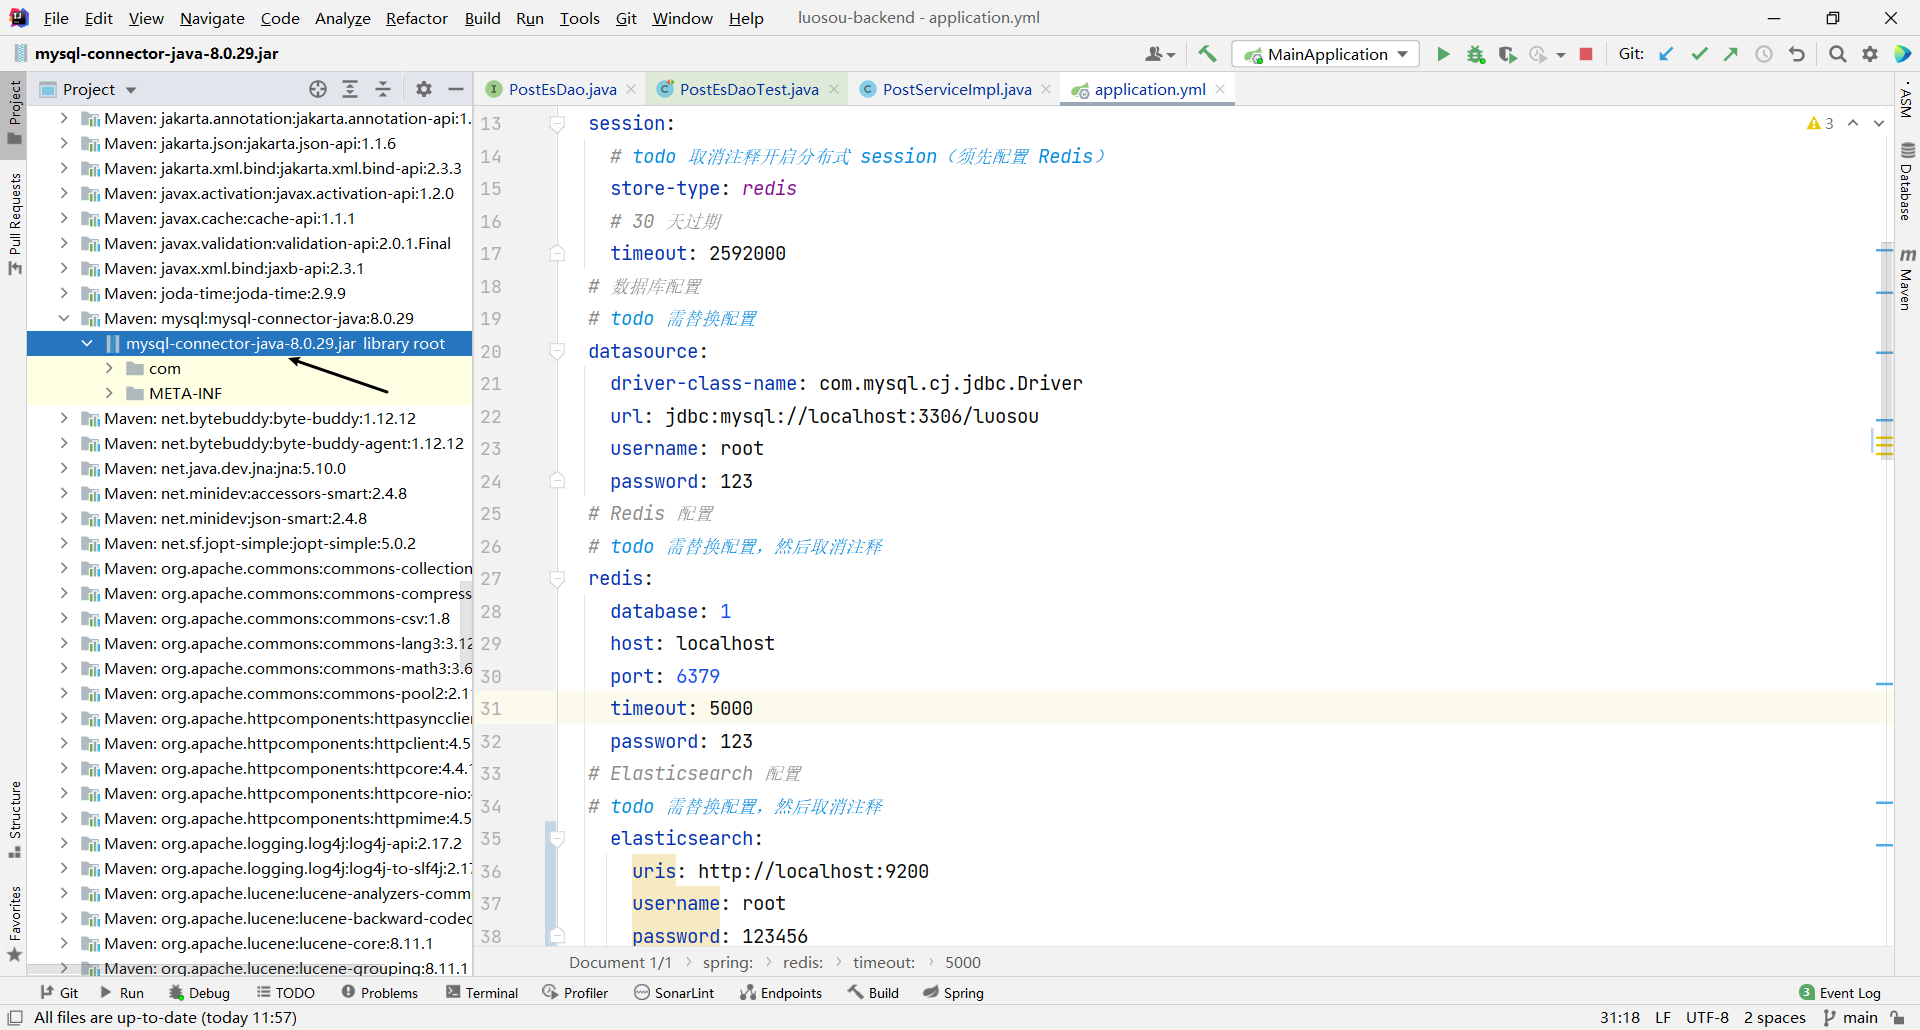 File Edit View Navigate Code Analyze Refactor Build Run Tools Git Window Help luosou-backend - application.yml
mysql-connector-java-8.0.29.jar
MainApplication
Git:
Project
PostEsDao.java
PostEsDaoTest.java
PostServiceImpl.java
application.yml
Project
Pull Requests
Structure
Favorites
Maven: jakarta.annotation:jakarta.annotation-api:1.
Maven: jakarta.json:jakarta.json-api:1.1.6
Maven: jakarta.xml.bind:jakarta.xml.bind-api:2.3.3
Maven: javax.activation:javax.activation-api:1.2.0
Maven: javax.cache:cache-api:1.1.1
Maven: javax.validation:validation-api:2.0.1.Final
Maven: javax.xml.bind:jaxb-api:2.3.1
Maven: joda-time:joda-time:2.9.9
Maven: mysql:mysql-connector-java:8.0.29
mysql-connector-java-8.0.29.jar library root
com
META-INF
Maven: net.bytebuddy:byte-buddy:1.12.12
Maven: net.bytebuddy:byte-buddy-agent:1.12.12
Maven: net.java.dev.jna:jna:5.10.0
Maven: net.minidev:accessors-smart:2.4.8
Maven: net.minidev:json-smart:2.4.8
Maven: net.sf.jopt-simple:jopt-simple:5.0.2
Maven: org.apache.commons:commons-collection
Maven: org.apache.commons:commons-compress
Maven: org.apache.commons:commons-csv:1.8
Maven: org.apache.commons:commons-lang3:3.12
Maven: org.apache.commons:commons-math3:3.6
Maven: org.apache.commons:commons-pool2:2.1
Maven: org.apache.httpcomponents:httpasyncclie
Maven: org.apache.httpcomponents:httpclient:4.5
Maven: org.apache.httpcomponents:httpcore:4.4.
Maven: org.apache.httpcomponents:httpcore-nio:
Maven: org.apache.httpcomponents:httpmime:4.5
Maven: org.apache.logging.log4j:log4j-api:2.17.2
Maven: org.apache.logging.log4j:log4j-to-slf4j:2.17
Maven: org.apache.lucene:lucene-analyzers-comm
Maven: org.apache.lucene:lucene-backward-codec
Maven: org.apache.lucene:lucene-core:8.11.1
Maven: org.apache.lucene:lucene-grouping:8.11.1
13 session:
14 # todo 取消注释开启分布式 session（须先配置 Redis）
15 store-type: redis
16 # 30 天过期
17 timeout: 2592000
18 # 数据库配置
19 # todo 需替换配置
20 datasource:
21 driver-class-name: com.mysql.cj.jdbc.Driver
22 url: jdbc:mysql://localhost:3306/luosou
23 username: root
24 password: 123
25 # Redis 配置
26 # todo 需替换配置，然后取消注释
27 redis:
28 database: 1
29 host: localhost
30 port: 6379
31 timeout: 5000
32 password: 123
33 # Elasticsearch 配置
34 # todo 需替换配置，然后取消注释
35 elasticsearch:
36 uris: http://localhost:9200
37 username: root
38 password: 123456
3
ASM
Database
m Maven
Document 1/1 spring: redis: timeout: 5000
Git Run Debug TODO Problems Terminal Profiler SonarLint Endpoints Build Spring 3 Event Log
All files are up-to-date (today 11:57) 31:18 LF UTF-8 2 spaces main